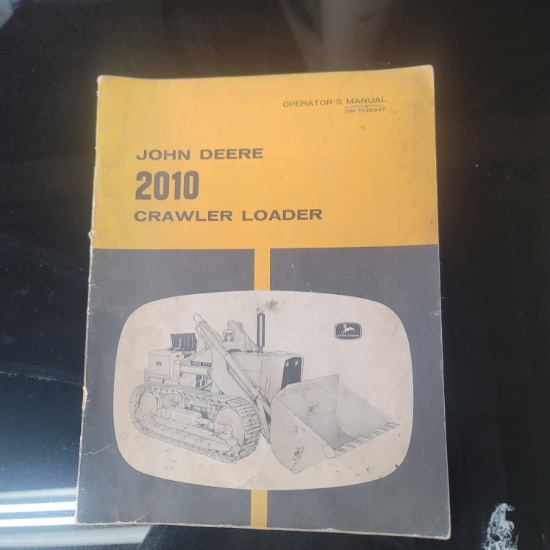 OPERATOR'S MANUAL
JOHN DEERE
2010
CRAWLER LOADER